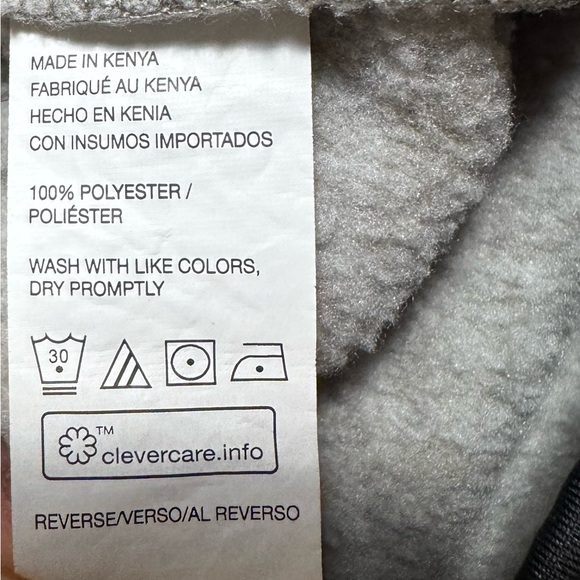 MADE IN KENYA
FABRIQUÉ AU KENYA
HECHO EN KENIA
CON INSUMOS IMPORTADOS
100% POLYESTER /
POLIÉSTER
WASH WITH LIKE COLORS,
DRY PROMPTLY
30
TM
clevercare.info
REVERSE/VERSO/AL REVERSO